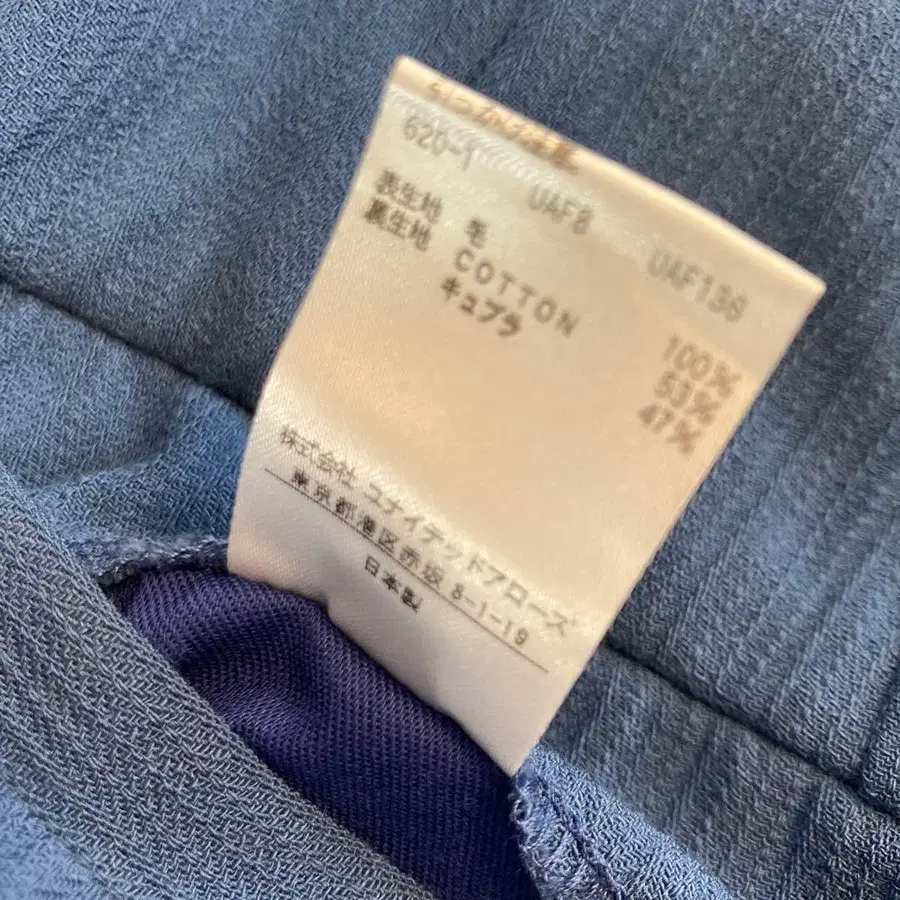 620-1 UAF8 UAF136
表生地 毛 100%
裏生地 COTTON 53%
キュプラ 47%
株式会社 ユナイテッドアローズ
東京都港区赤坂 8-1-19
日本製